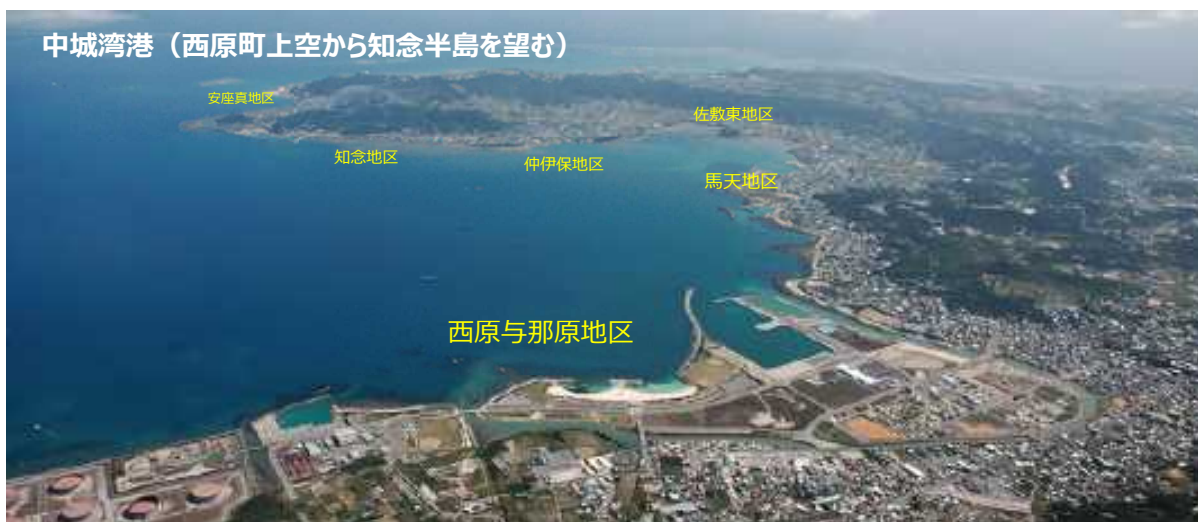 中城湾港（西原町上空から知念半島を望む）
安座真地区
佐敷東地区
知念地区
仲伊保地区
馬天地区
西原与那原地区